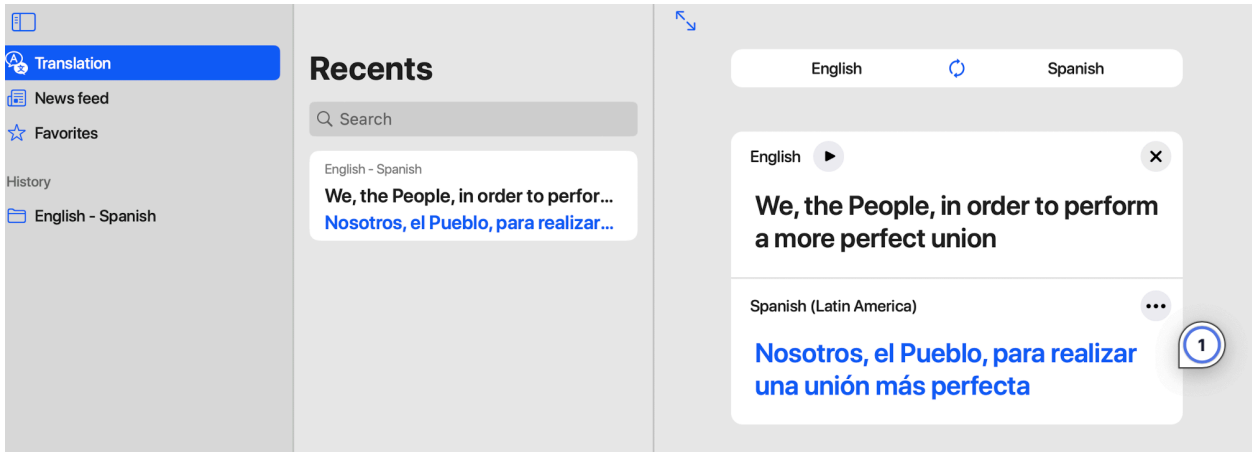 Translation
News feed
Favorites
History
English - Spanish
Recents
Search
English - Spanish
We, the People, in order to perfor...
Nosotros, el Pueblo, para realizar...
English
Spanish
English
We, the People, in order to perform
a more perfect union
Spanish (Latin America)
Nosotros, el Pueblo, para realizar
una unión más perfecta
1